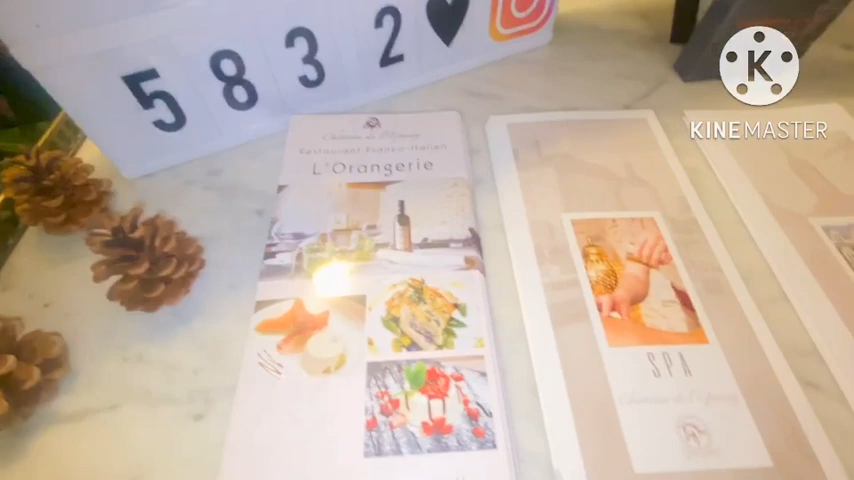 5832
K
KINEMASTER
Restaurant Franco-Italien
L'Orangerie
SPA